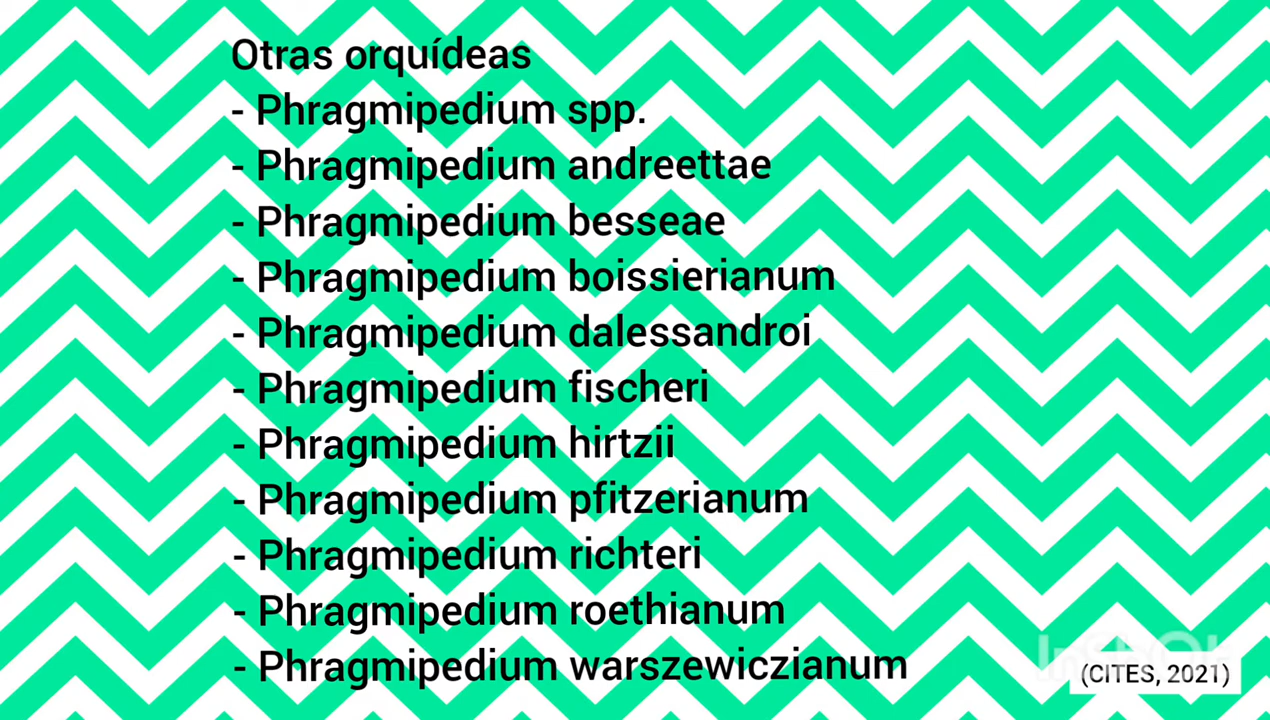 Otras orquídeas
- Phragmipedium spp.
- Phragmipedium andreettae
- Phragmipedium besseae
- Phragmipedium boissierianum
- Phragmipedium dalessandroi
- Phragmipedium fischeri
- Phragmipedium hirtzii
- Phragmipedium pfitzerianum
- Phragmipedium richteri
- Phragmipedium roethianum
- Phragmipedium warszewiczianum
InShOt
(CITES, 2021)